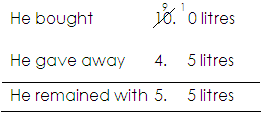 9 1
He bought 10. 0 litres
He gave away 4. 5 litres
He remained with 5. 5 litres